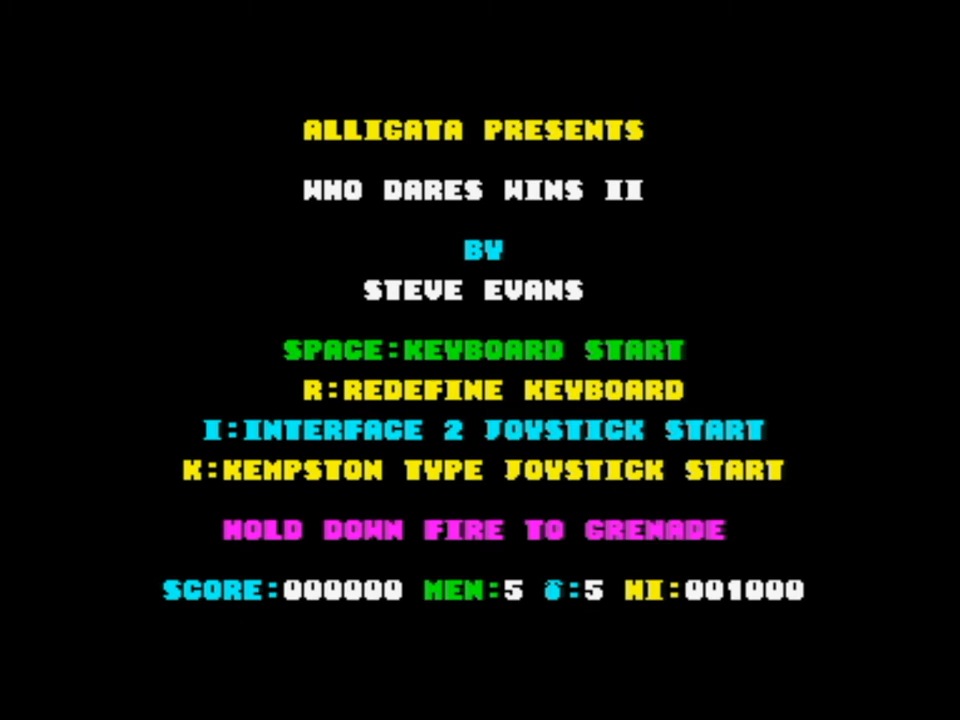 ALLIGATA PRESENTS
WHO DARES WINS II
BY
STEVE EVANS
SPACE:KEYBOARD START
R:REDEFINE KEYBOARD
I:INTERFACE 2 JOYSTICK START
K:KEMPSTON TYPE JOYSTICK START
HOLD DOWN FIRE TO GRENADE
SCORE:000000 MEN:5 :5 HI:001000